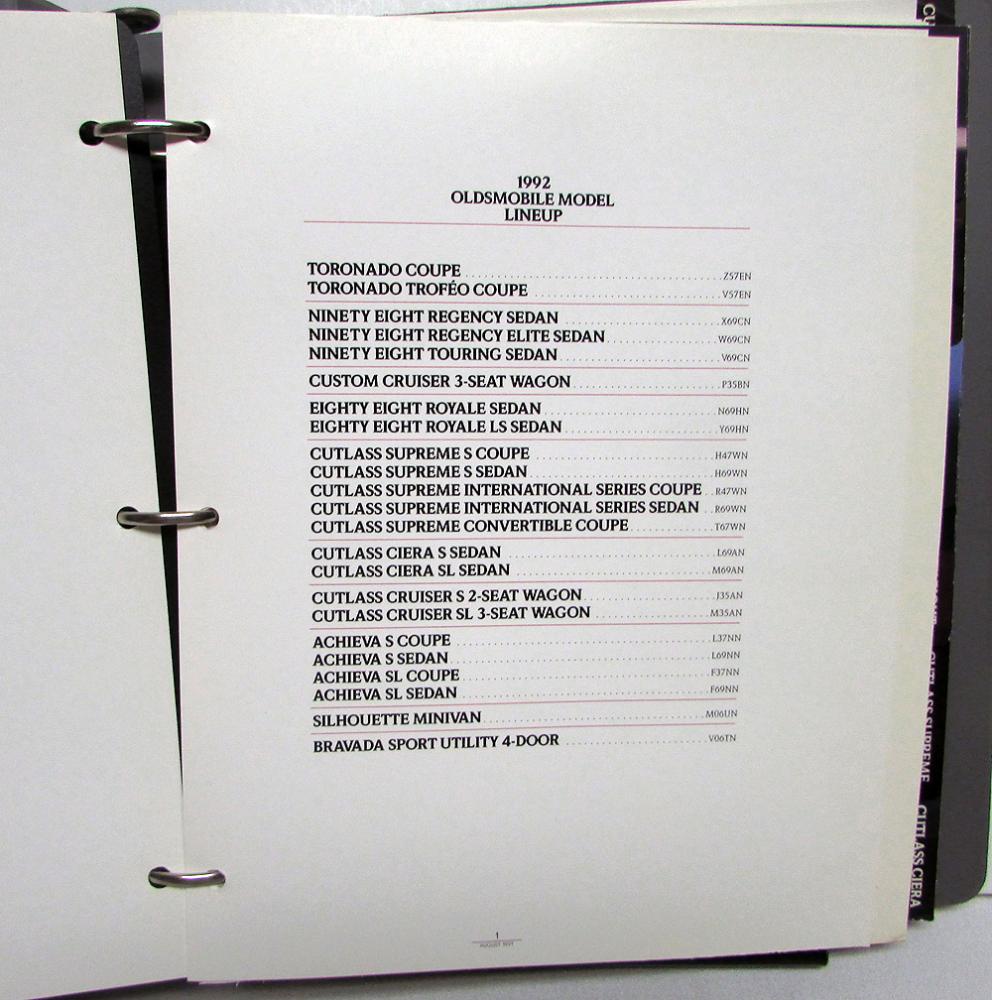 1992
OLDSMOBILE MODEL
LINEUP
TORONADO COUPE ........ Z57EN
TORONADO TROFÉO COUPE ........ V57EN
NINETY EIGHT REGENCY SEDAN ........ X69CN
NINETY EIGHT REGENCY ELITE SEDAN ........ W69CN
NINETY EIGHT TOURING SEDAN ........ V69CN
CUSTOM CRUISER 3-SEAT WAGON ........ P35BN
EIGHTY EIGHT ROYALE SEDAN ........ N69HN
EIGHTY EIGHT ROYALE LS SEDAN ........ Y69HN
CUTLASS SUPREME S COUPE ........ H47WN
CUTLASS SUPREME S SEDAN ........ H69WN
CUTLASS SUPREME INTERNATIONAL SERIES COUPE .. R47WN
CUTLASS SUPREME INTERNATIONAL SERIES SEDAN .. R69WN
CUTLASS SUPREME CONVERTIBLE COUPE ........ T67WN
CUTLASS CIERA S SEDAN ........ L69AN
CUTLASS CIERA SL SEDAN ........ M69AN
CUTLASS CRUISER S 2-SEAT WAGON ........ J35AN
CUTLASS CRUISER SL 3-SEAT WAGON ........ M35AN
ACHIEVA S COUPE ........ L37NN
ACHIEVA S SEDAN ........ L69NN
ACHIEVA SL COUPE ........ F37NN
ACHIEVA SL SEDAN ........ F69NN
SILHOUETTE MINIVAN ........ M06UN
BRAVADA SPORT UTILITY 4-DOOR ........ V06TN
1
AUGUST 1991
CUTLASS SUPREME
CUTLASS CIERA